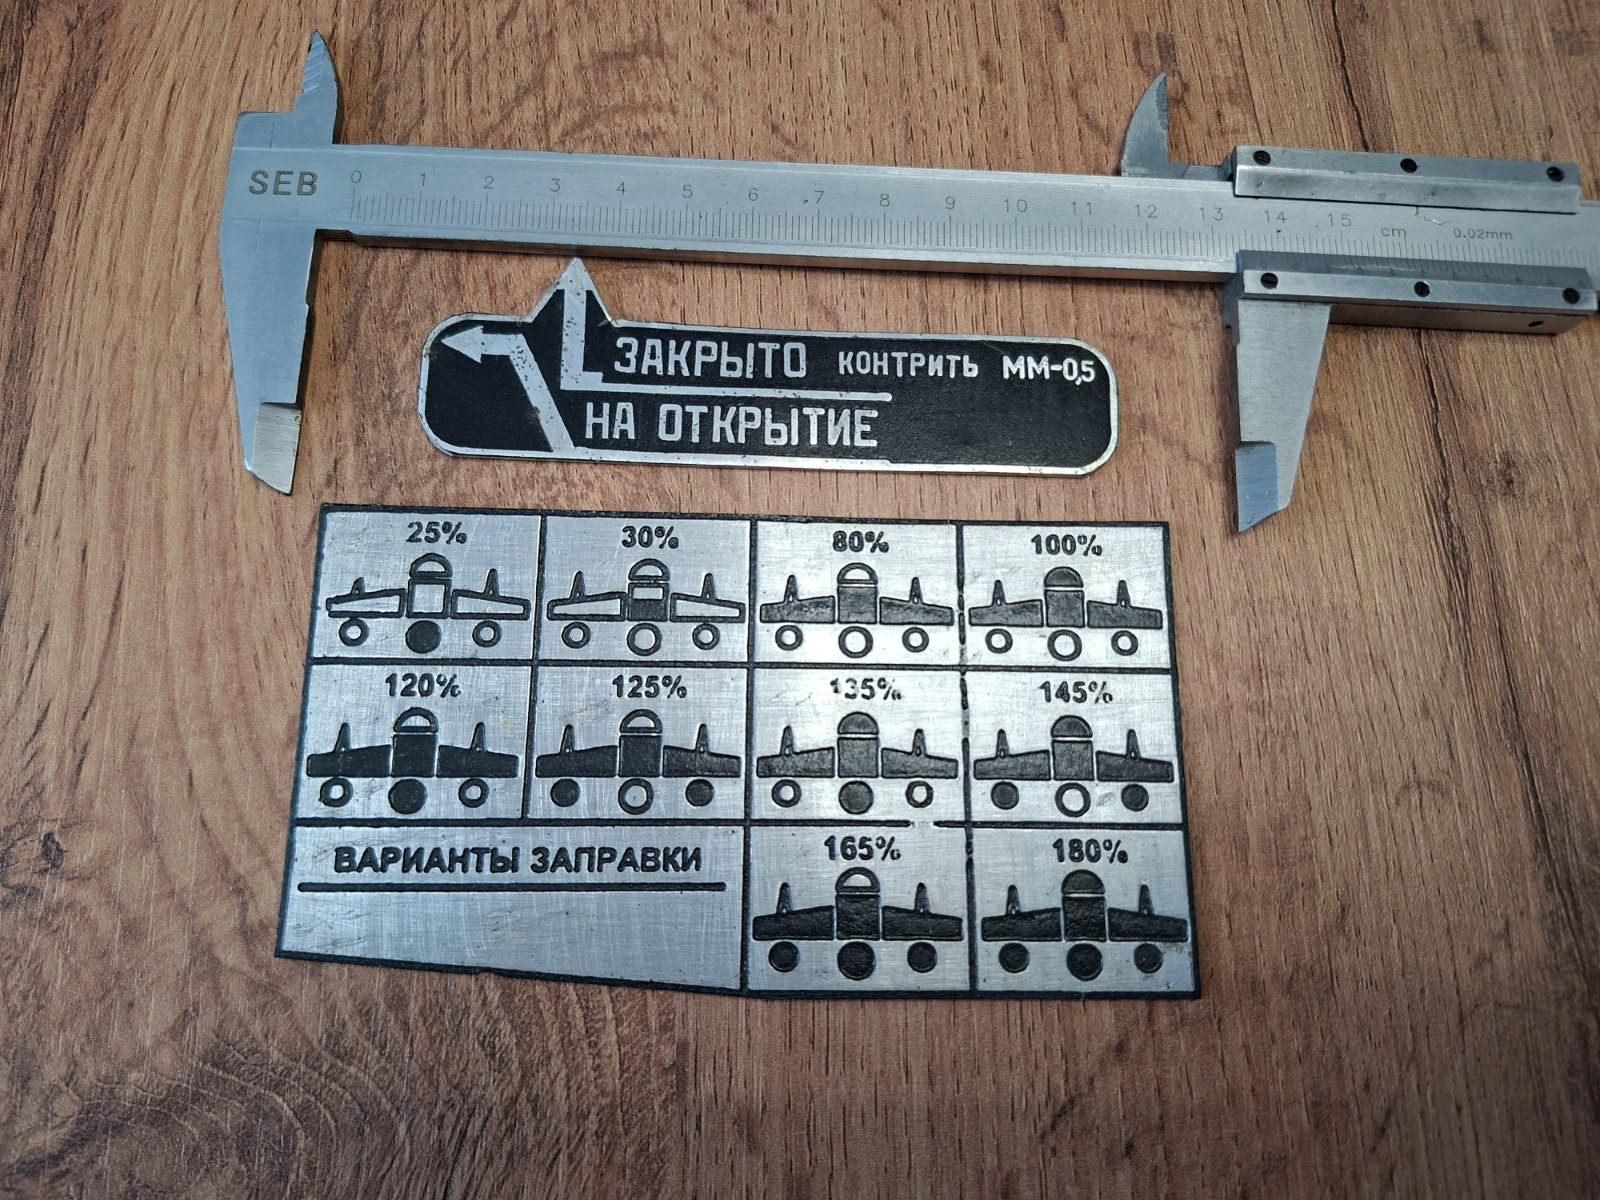 SEB 0 1 2 3 4 5 6 7 8 9 10 11 12 13 14 15 cm 0.02mm
ЗАКРЫТО КОНТРИТЬ ММ-0,5
НА ОТКРЫТИЕ
25% 30% 80% 100%
120% 125% 135% 145%
165% 180%
ВАРИАНТЫ ЗАПРАВКИ